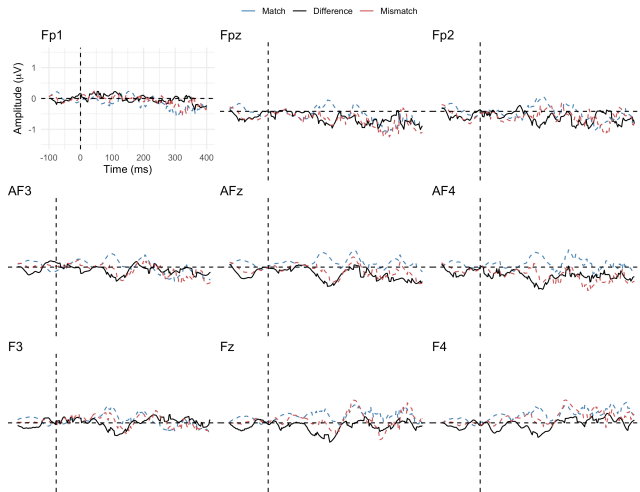 Match Difference Mismatch
Fp1 Fpz Fp2
Amplitude (μV)
1
0
-1
-100 0 100 200 300 400
Time (ms)
AF3 AFz AF4
F3 Fz F4